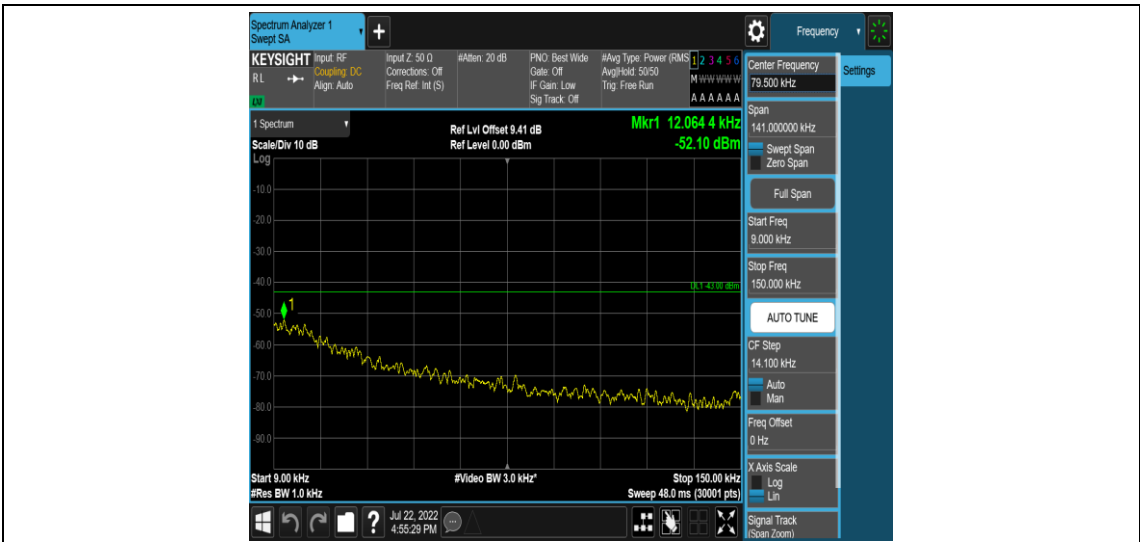 Spectrum Analyzer 1
Swept SA
+
Frequency
KEYSIGHT
Input: RF
Coupling: DC
Align: Auto
Input Z: 50 Ω
Corrections: Off
Freq Ref: Int (S)
#Atten: 20 dB
PNO: Best Wide
Gate: Off
IF Gain: Low
Sig Track: Off
#Avg Type: Power (RMS
Avg|Hold: 50/50
Trig: Free Run
1 2 3 4 5 6
M W W W W W
A A A A A A
RL
Center Frequency
79.500 kHz
Settings
Span
141.000000 kHz
Swept Span
Zero Span
Full Span
Start Freq
9.000 kHz
Stop Freq
150.000 kHz
AUTO TUNE
CF Step
14.100 kHz
Auto
Man
Freq Offset
0 Hz
X Axis Scale
Log
Lin
Signal Track
(Span Zoom)
1 Spectrum
Scale/Div 10 dB
Ref Lvl Offset 9.41 dB
Ref Level 0.00 dBm
Mkr1 12.064 4 kHz
-52.10 dBm
Log
-10.0
-20.0
-30.0
-40.0
DL1 -43.00 dBm
1
-50.0
-60.0
-70.0
-80.0
-90.0
Start 9.00 kHz
#Video BW 3.0 kHz*
Stop 150.00 kHz
#Res BW 1.0 kHz
Sweep 48.0 ms (30001 pts)
?
Jul 22, 2022
4:55:29 PM